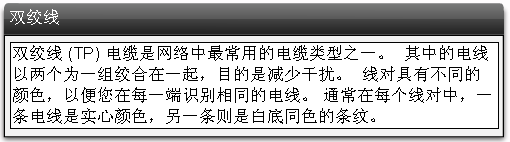 双绞线
双绞线 (TP) 电缆是网络中最常用的电缆类型之一。 其中的电线
以两个为一组绞合在一起，目的是减少干扰。 线对具有不同的
颜色，以便您在每一端识别相同的电线。 通常在每个线对中，一
条电线是实心颜色，另一条则是白底同色的条纹。